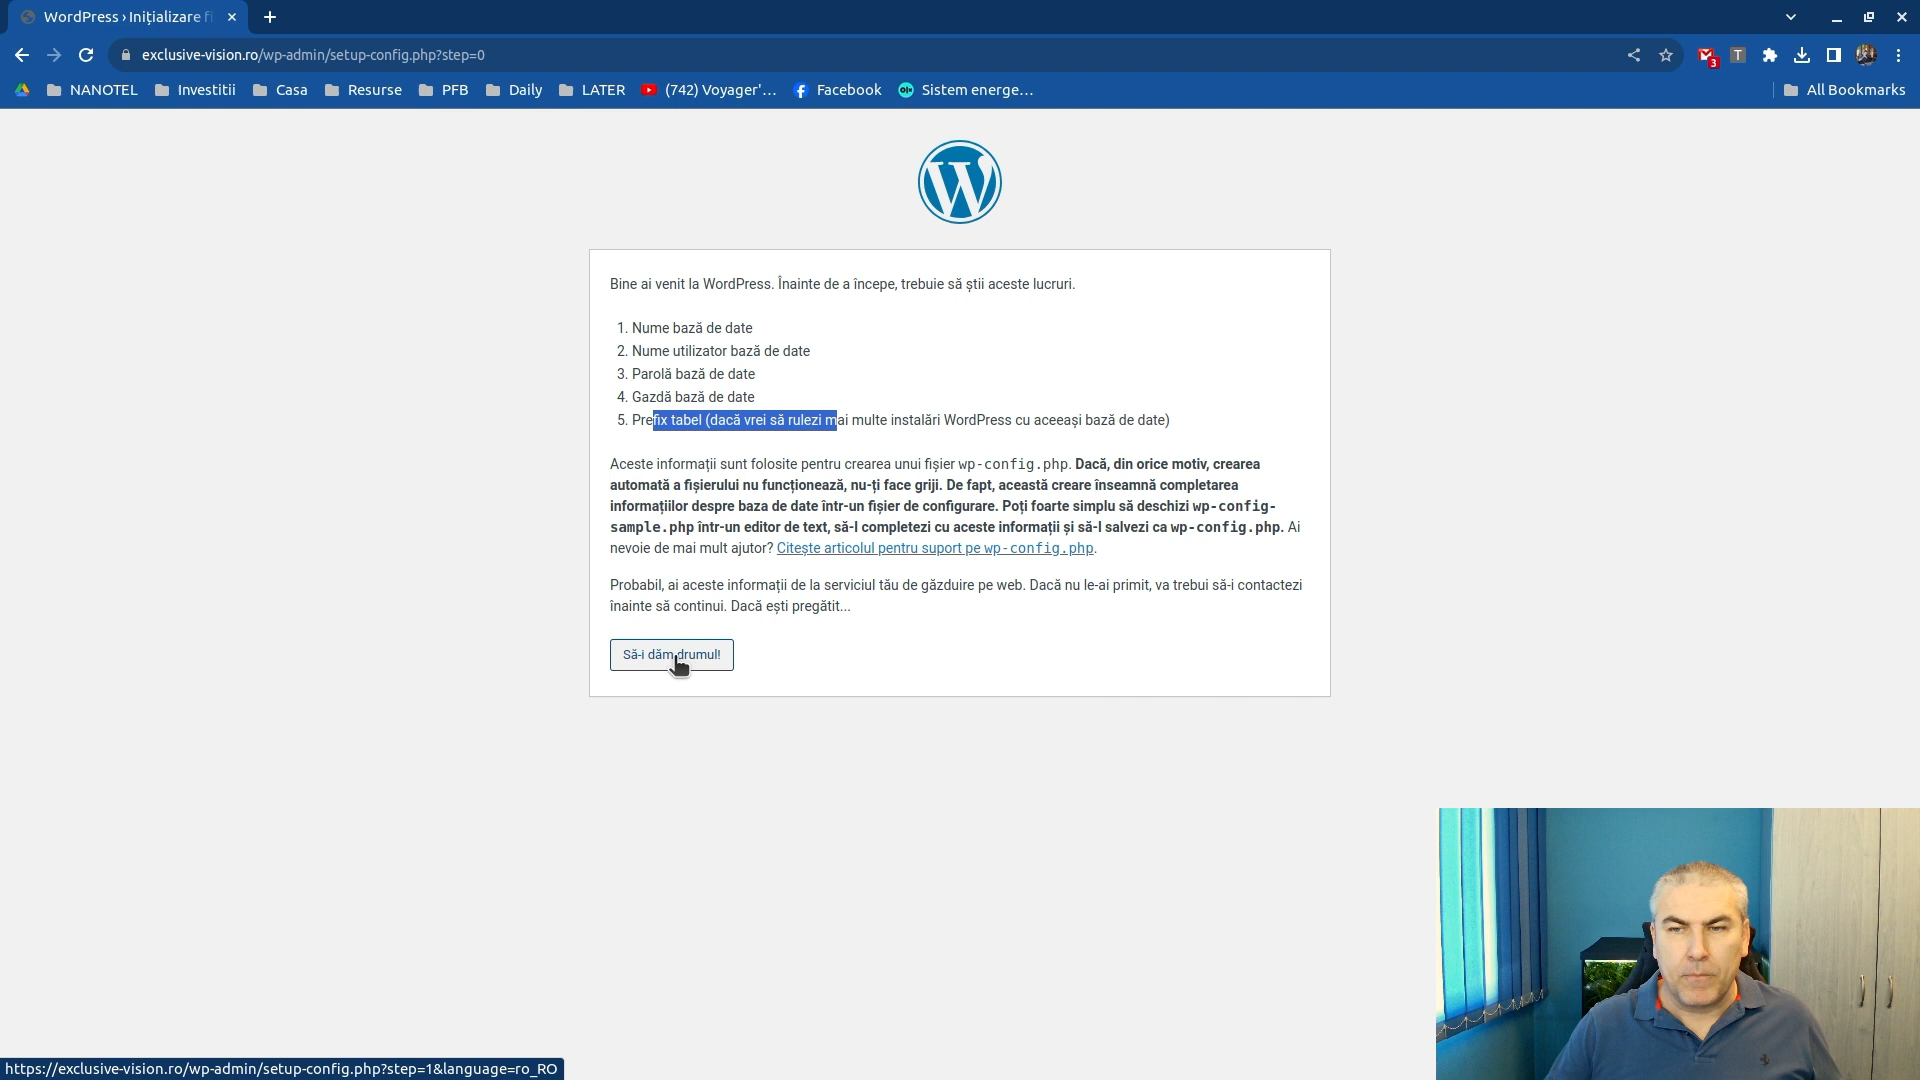 WordPress › Inițializare fi
exclusive-vision.ro/wp-admin/setup-config.php?step=0
3
T
NANOTEL
Investitii
Casa
Resurse
PFB
Daily
LATER
(742) Voyager'...
Facebook
Sistem energe...
All Bookmarks
Bine ai venit la WordPress. Înainte de a începe, trebuie să știi aceste lucruri.
1. Nume bază de date
2. Nume utilizator bază de date
3. Parolă bază de date
4. Gazdă bază de date
5. Prefix tabel (dacă vrei să rulezi mai multe instalări WordPress cu aceeași bază de date)
Aceste informații sunt folosite pentru crearea unui fișier wp-config.php. Dacă, din orice motiv, crearea
automată a fișierului nu funcționează, nu-ți face griji. De fapt, această creare înseamnă completarea
informațiilor despre baza de date într-un fișier de configurare. Poți foarte simplu să deschizi wp-config-
sample.php într-un editor de text, să-l completezi cu aceste informații și să-l salvezi ca wp-config.php. Ai
nevoie de mai mult ajutor? Citește articolul pentru suport pe wp-config.php.
Probabil, ai aceste informații de la serviciul tău de găzduire pe web. Dacă nu le-ai primit, va trebui să-i contactezi
înainte să continui. Dacă ești pregătit...
Să-i dăm drumul!
https://exclusive-vision.ro/wp-admin/setup-config.php?step=1&language=ro_RO